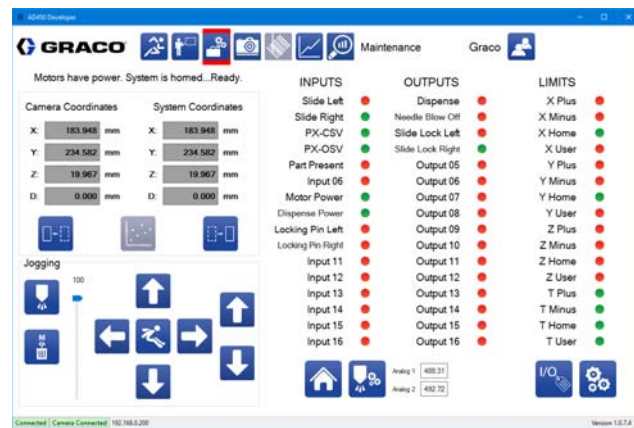 AD450 Developer
GRACO
Maintenance
Graco
Motors have power. System is homed...Ready.
Camera Coordinates
System Coordinates
X: 183.948 mm X: 183.948 mm
Y: 234.582 mm Y: 234.582 mm
Z: 19.967 mm Z: 19.967 mm
D: 0.000 mm D: 0.000 mm
Jogging
100
M
INPUTS OUTPUTS LIMITS
Slide Left Dispense X Plus
Slide Right Needle Blow Off X Minus
PX-CSV Slide Lock Left X Home
PX-OSV Slide Lock Right X User
Part Present Output 05 Y Plus
Input 06 Output 06 Y Minus
Motor Power Output 07 Y Home
Dispense Power Output 08 Y User
Locking Pin Left Output 09 Z Plus
Locking Pin Right Output 10 Z Minus
Input 11 Output 11 Z Home
Input 12 Output 12 Z User
Input 13 Output 13 T Plus
Input 14 Output 14 T Minus
Input 15 Output 15 T Home
Input 16 Output 16 T User
Analog 1 488.31
Analog 2 492.72
I/O
Connected Camera Connected 192.168.0.200 Version 1.0.7.4